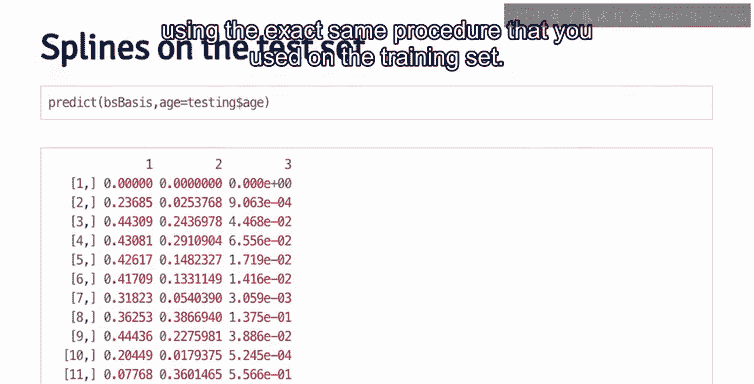 Splines on the test set
using the exact same procedure that you
used on the training set.
predict(bsBasis,age=testing$age)
1 2 3
[1,] 0.00000 0.0000000 0.000e+00
[2,] 0.23685 0.0253768 9.063e-04
[3,] 0.44309 0.2436978 4.468e-02
[4,] 0.43081 0.2910904 6.556e-02
[5,] 0.42617 0.1482327 1.719e-02
[6,] 0.41709 0.1331149 1.416e-02
[7,] 0.31823 0.0540390 3.059e-03
[8,] 0.36253 0.3866940 1.375e-01
[9,] 0.44436 0.2275981 3.886e-02
[10,] 0.20449 0.0179375 5.245e-04
[11,] 0.07768 0.3601465 5.566e-01